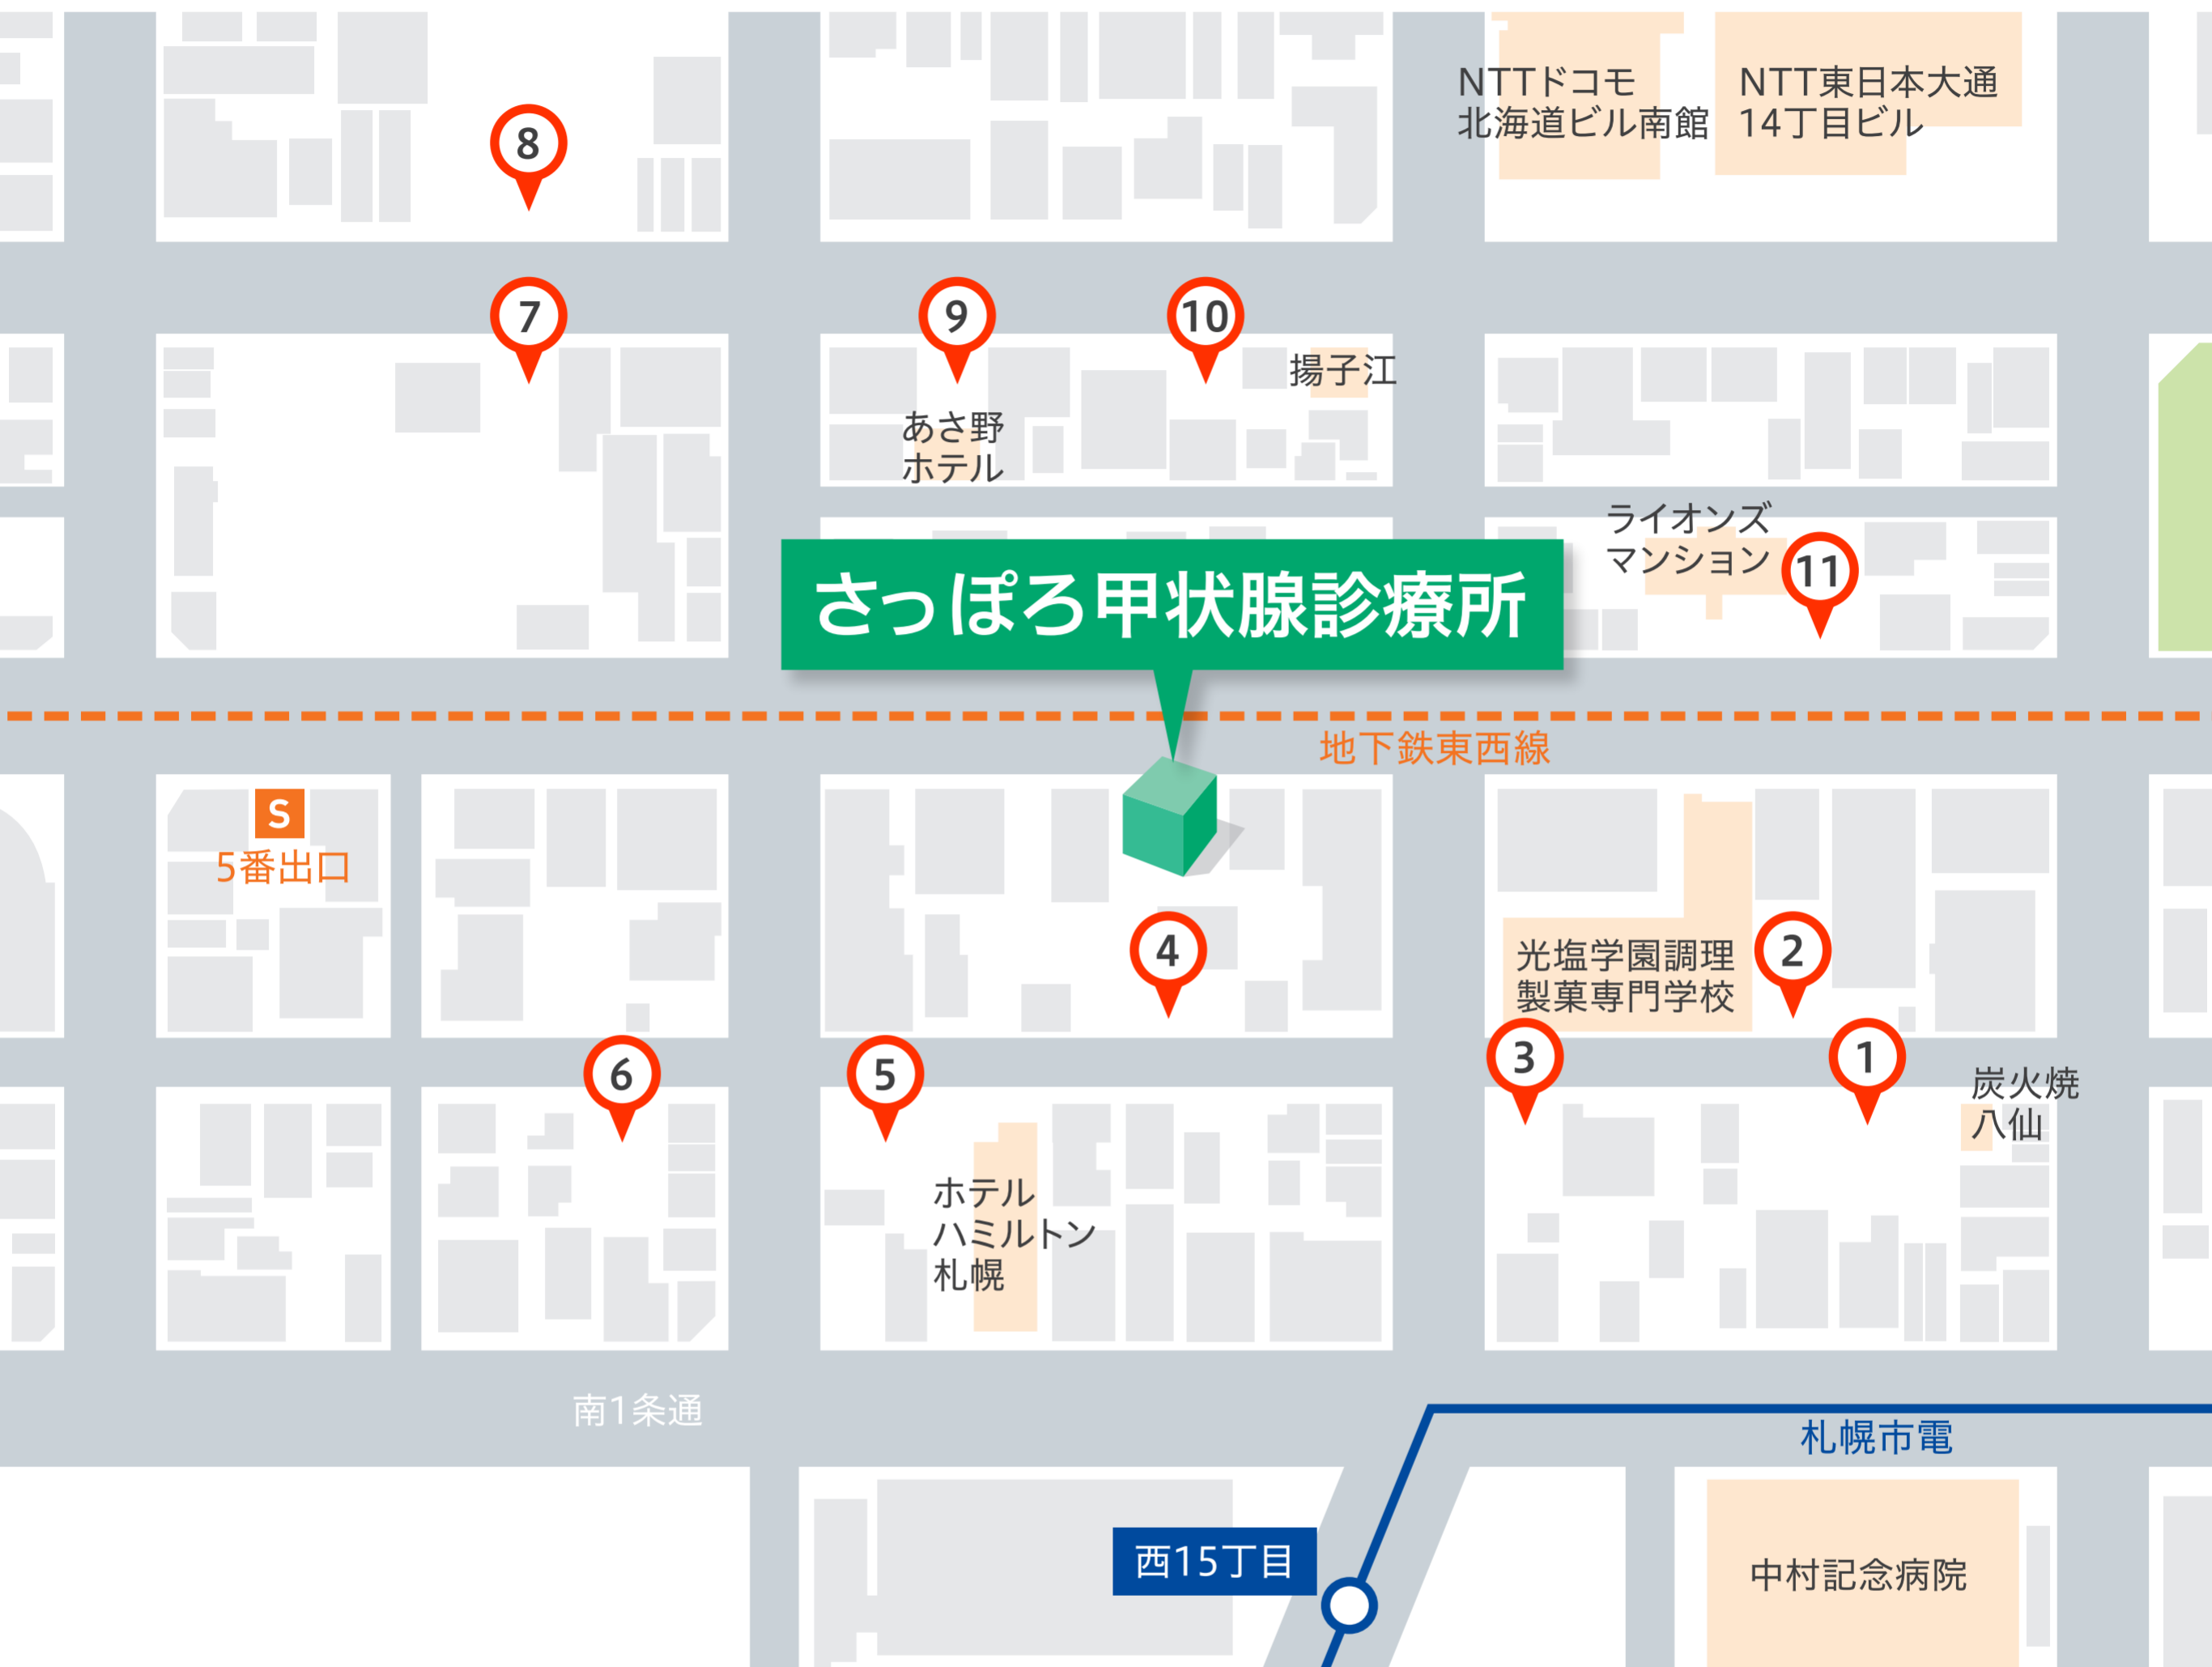 NTTドコモ
北海道ビル南館
NTT東日本大通
14丁目ビル
8
7
9
10
揚子江
あさ野
ホテル
ライオンズ
マンション
11
さっぽろ甲状腺診療所
地下鉄東西線
S
5番出口
4
光塩学園調理
製菓専門学校
2
3
1
6
5
炭火焼
八仙
ホテル
ハミルトン
札幌
南1条通
札幌市電
西15丁目
中村記念病院